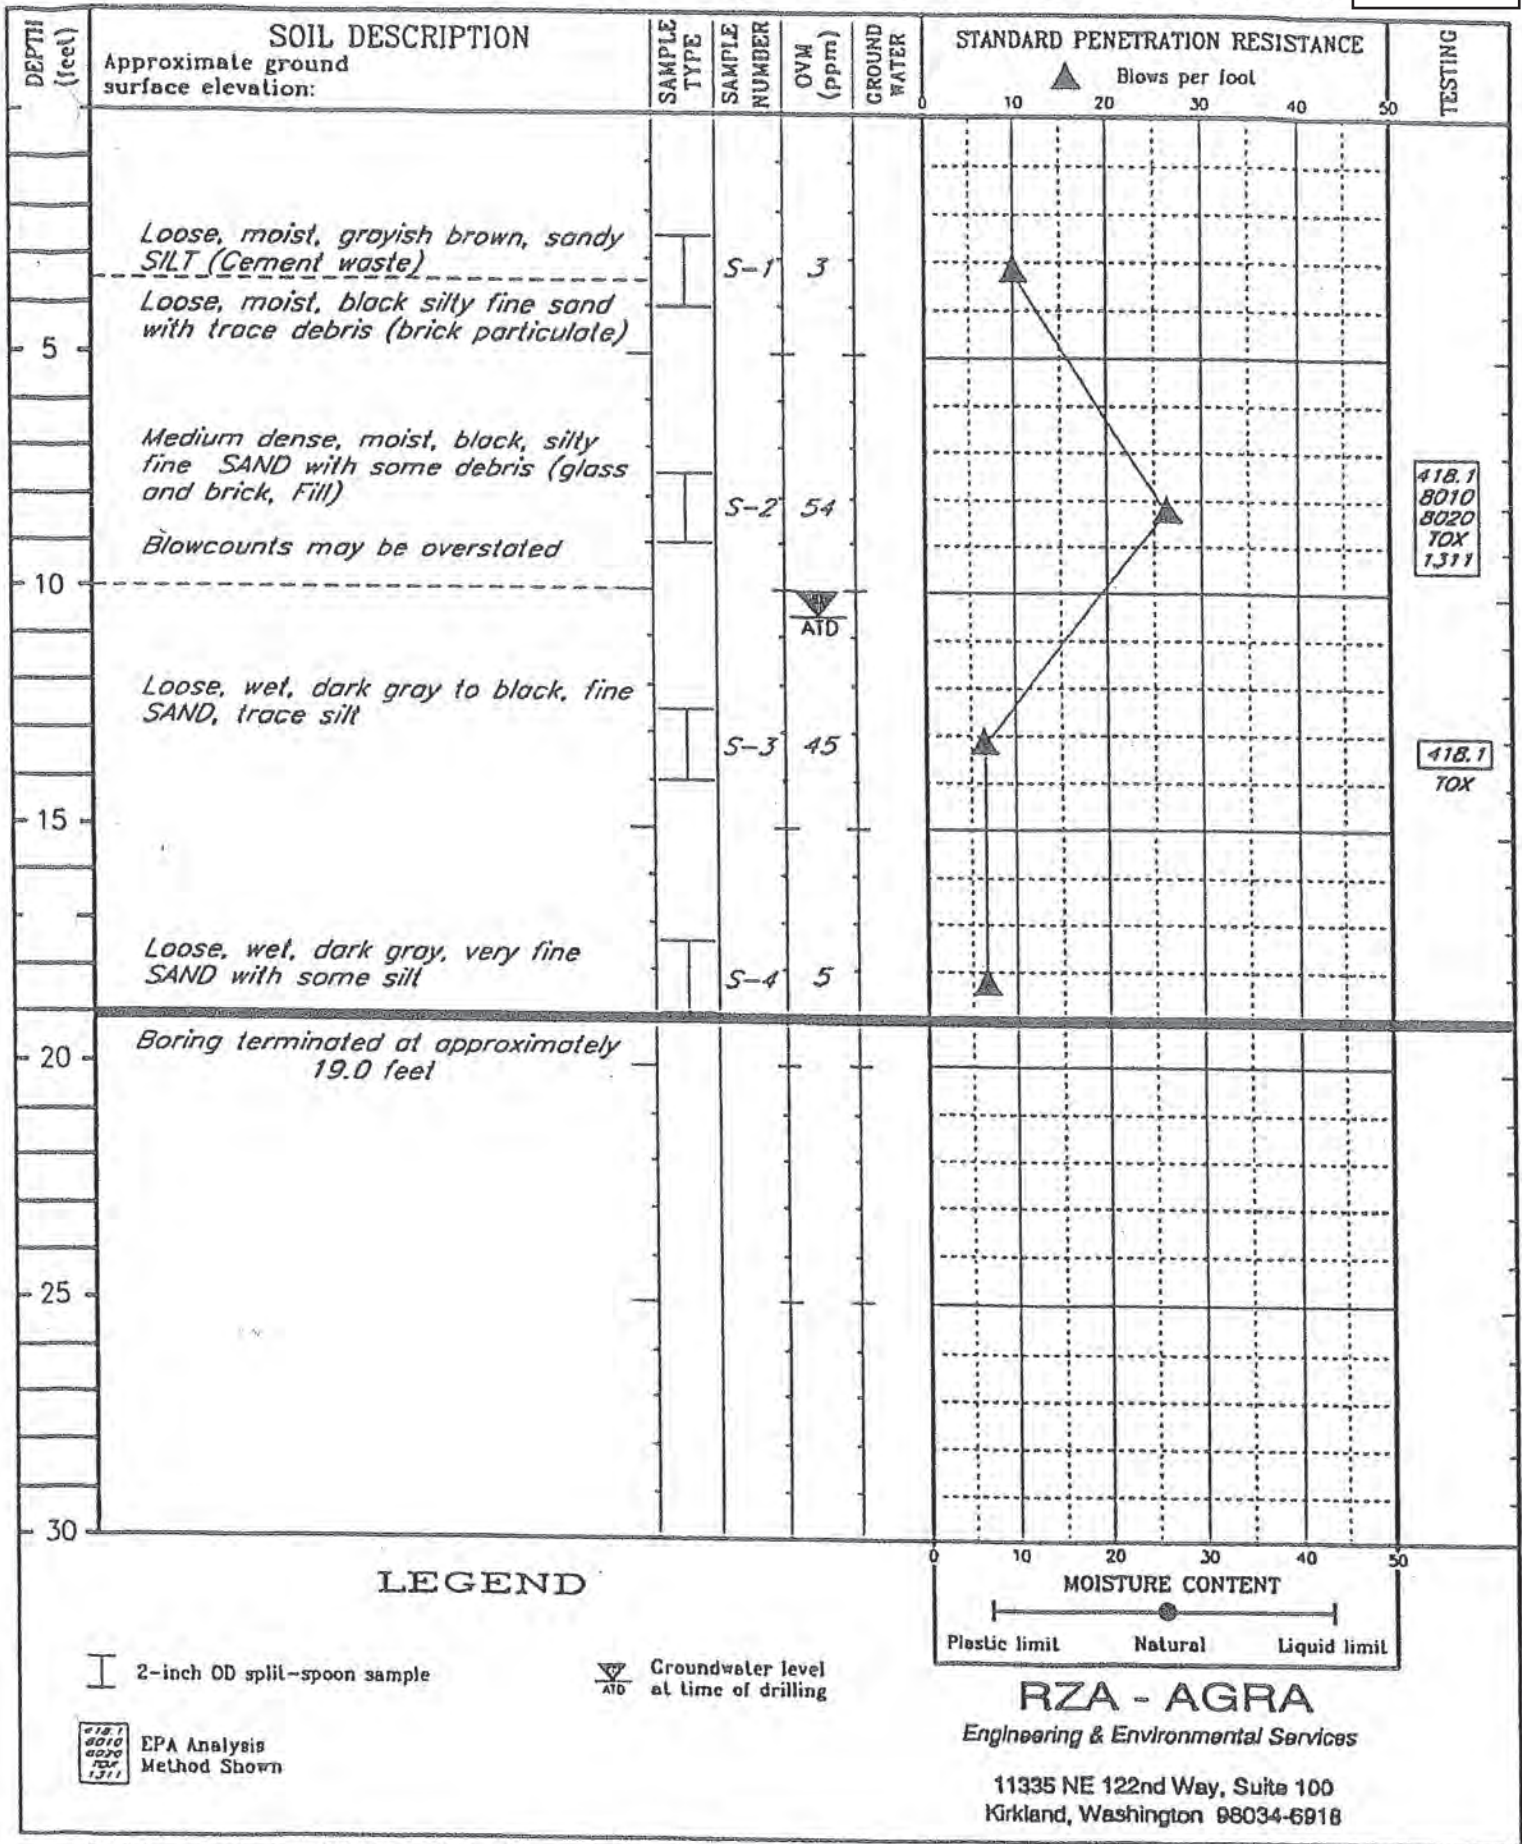 DEPTH
(feet)
SOIL DESCRIPTION
Approximate ground
surface elevation:
SAMPLE
TYPE
SAMPLE
NUMBER
OVM
(ppm)
GROUND
WATER
STANDARD PENETRATION RESISTANCE
Blows per foot
0 10 20 30 40 50
TESTING
Loose, moist, grayish brown, sandy
SILT (Cement waste)
S-1 3
Loose, moist, black silty fine sand
with trace debris (brick particulate)
5
Medium dense, moist, black, silty
fine SAND with some debris (glass
and brick, Fill)
S-2 54
418.1
8010
8020
TOX
1311
Blowcounts may be overstated
10
ATD
Loose, wet, dark gray to black, fine
SAND, trace silt
S-3 45
418.1
TOX
15
Loose, wet, dark gray, very fine
SAND with some silt
S-4 5
Boring terminated at approximately
19.0 feet
20
25
30
0 10 20 30 40 50
MOISTURE CONTENT
Plastic limit Natural Liquid limit
LEGEND
2-inch OD split-spoon sample
ATD
Groundwater level
at time of drilling
418.1
8010
8020
TOX
1311
EPA Analysis
Method Shown
RZA - AGRA
Engineering & Environmental Services
11335 NE 122nd Way, Suite 100
Kirkland, Washington 98034-6918